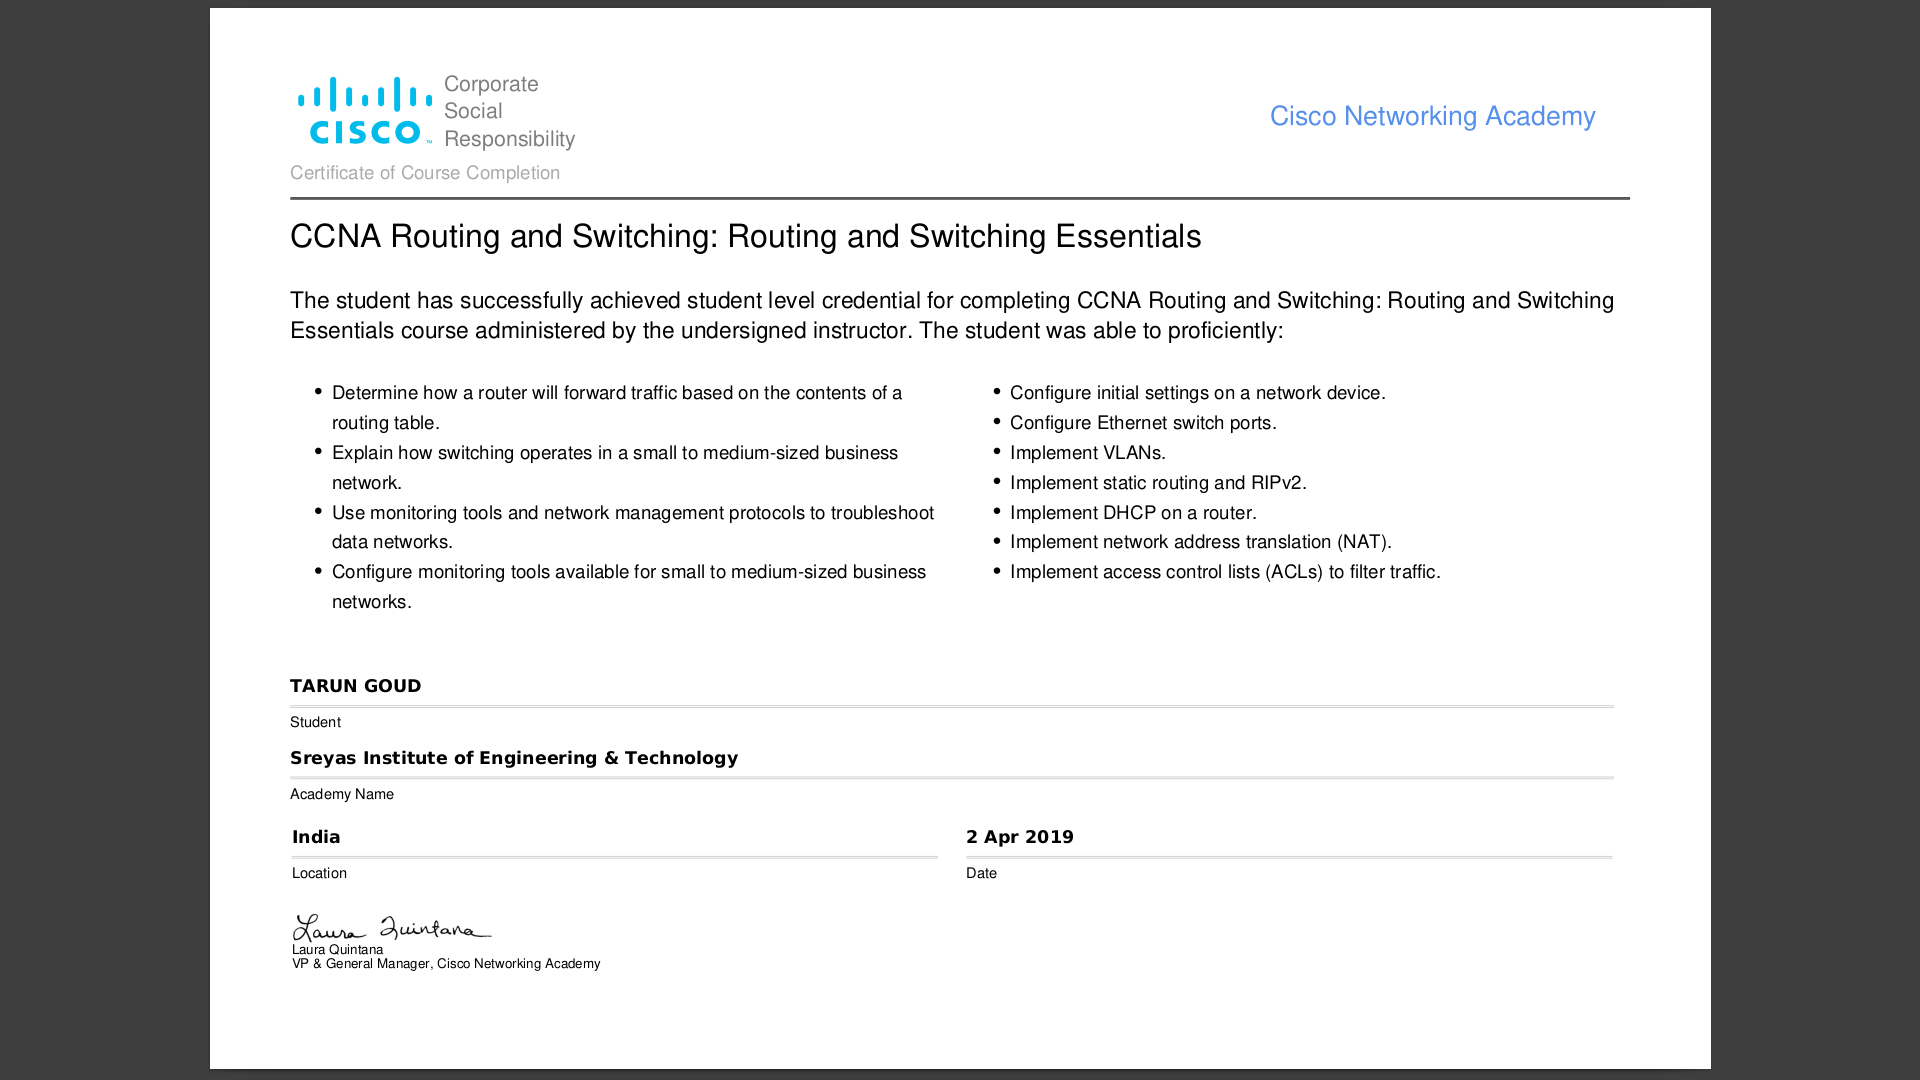 Corporate
Social
Responsibility
CISCO™
Cisco Networking Academy
Certificate of Course Completion
CCNA Routing and Switching: Routing and Switching Essentials
The student has successfully achieved student level credential for completing CCNA Routing and Switching: Routing and Switching
Essentials course administered by the undersigned instructor. The student was able to proficiently:
• Determine how a router will forward traffic based on the contents of a
routing table.
• Explain how switching operates in a small to medium-sized business
network.
• Use monitoring tools and network management protocols to troubleshoot
data networks.
• Configure monitoring tools available for small to medium-sized business
networks.
• Configure initial settings on a network device.
• Configure Ethernet switch ports.
• Implement VLANs.
• Implement static routing and RIPv2.
• Implement DHCP on a router.
• Implement network address translation (NAT).
• Implement access control lists (ACLs) to filter traffic.
TARUN GOUD
Student
Sreyas Institute of Engineering & Technology
Academy Name
India
Location
2 Apr 2019
Date
Laura Quintana
Laura Quintana
VP & General Manager, Cisco Networking Academy